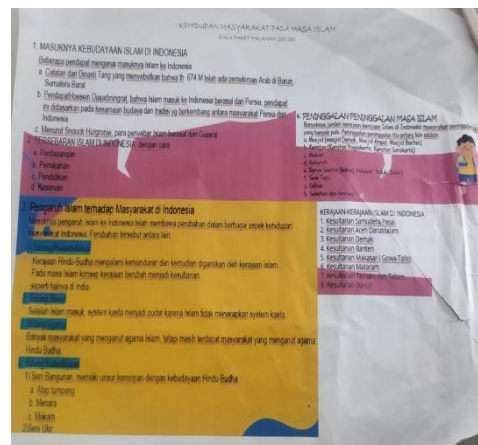 KEHIDUPAN MASYARAKAT PADA MASA ISLAM
1. MASUKNYA KEBUDAYAAN ISLAM DI INDONESIA
Beberapa pendapat mengenai masuknya Islam ke Indonesia
a. Catatan dari Dinasti Tang yang menyebutkan bahwa th 674 M telah ada pemukiman Arab di Barus,
Sumatera Barat
b. Pendapat Hoesein Djajadiningrat, bahwa Islam masuk ke Indonesia berasal dari Persia, pendapat
ini didasarkan pada kesamaan budaya dan tradisi yg berkembang antara masyarakat Persia dan
Indonesia
c. Menurut Snouck Hurgronje, para penyebar Islam berasal dari Gujarat
2. PERSEBARAN ISLAM DI INDONESIA, dengan cara
a. Perdagangan
b. Pernikahan
c. Pendidikan
d. Kesenian
2. Pengaruh Islam terhadap Masyarakat di Indonesia
Masuknya pengaruh Islam ke Indonesia telah membawa perubahan dalam berbagai aspek kehidupan
masyarakat Indonesia. Perubahan tersebut antara lain
1. Bidang Pemerintahan
Kerajaan Hindu-Budha mengalami kemunduran dan kemudian digantikan oleh kerajaan Islam
Pada masa Islam konsep kerajaan berubah menjadi kesultanan
seperti halnya di India
2. Bidang Sosial
Setelah Islam masuk, system kasta menjadi pudar karena Islam tidak menerapkan system kasta
3. Bidang Agama
Banyak masyarakat yang menganut agama Islam, tetapi masih terdapat masyarakat yang menganut agama
Hindu Budha
4. Bidang Kebudayaan
1) Seni Bangunan, memiliki unsur kemiripan dengan kebudayaan Hindu-Budha
a. Atap tumpang
b. Menara
c. Makam
2)Seni Ukir
4. PENINGGALAN-PENINGGALAN MASA ISLAM
a. Masjid (masjid Demak, Masjid Ampel, Masjid Banten)
b. Keraton (Keraton Yogyakarta, Keraton Surakarta)
c. Makam
d. Kaligrafi
f. Seni Tari
g. Debus
KERAJAAN-KERAJAAN ISLAM DI INDONESIA
1. Kesultanan Samudera Pasai
2. Kesultanan Aceh Darussalam
3. Kesultanan Demak
4. Kesultanan Banten
5. Kesultanan Makasar ( Gowa-Tallo)
6. Kesultanan Mataram
7. Kesultanan Ternate dan Tidore
8. Kesultanan Banjar